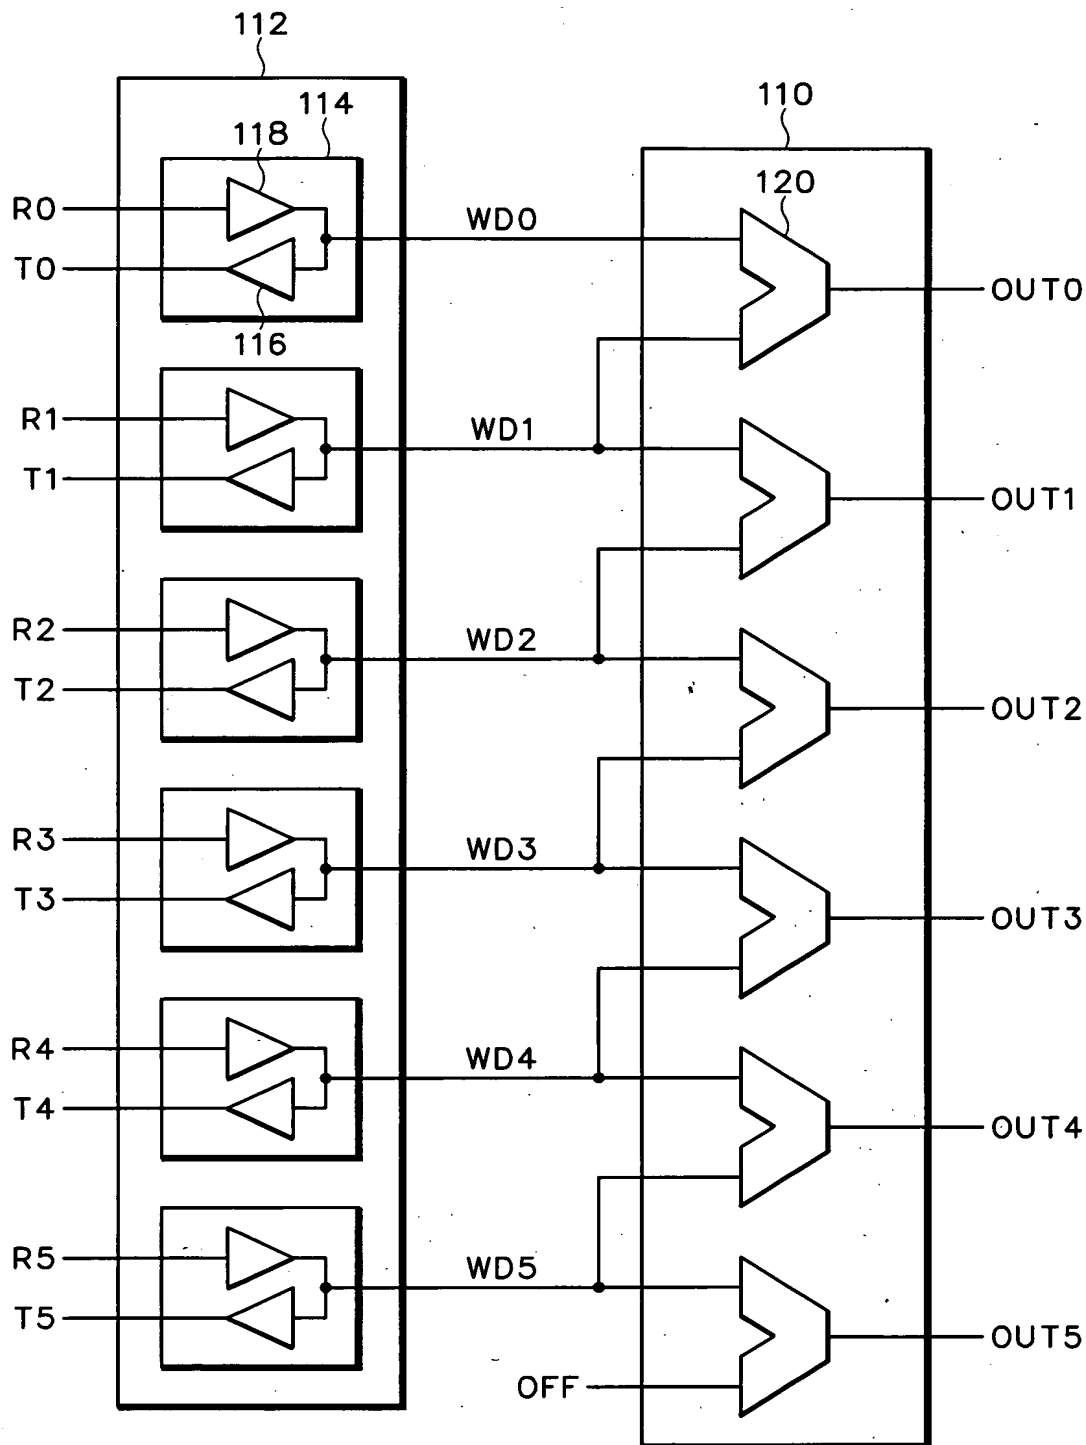 112
114
118
110
120
R0
WD0
T0
OUT0
116
R1
WD1
T1
OUT1
R2
WD2
T2
OUT2
R3
WD3
T3
OUT3
R4
WD4
T4
OUT4
R5
WD5
T5
OUT5
OFF